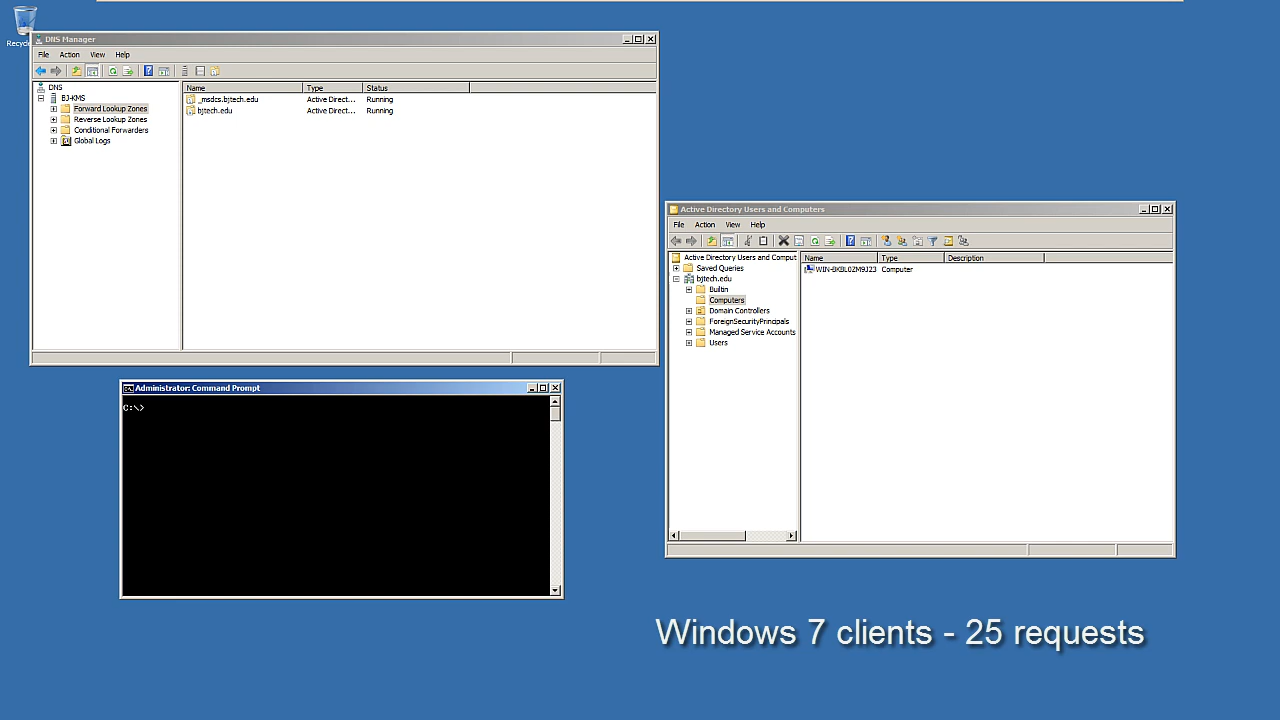 Recycle
DNS Manager
File Action View Help
DNS
BJ-KMS
Forward Lookup Zones
Reverse Lookup Zones
Conditional Forwarders
Global Logs
Name Type Status
_msdcs.bjtech.edu Active Direct... Running
bjtech.edu Active Direct... Running
Active Directory Users and Computers
File Action View Help
Active Directory Users and Comput
Saved Queries
bjtech.edu
Builtin
Computers
Domain Controllers
ForeignSecurityPrincipals
Managed Service Accounts
Users
Name Type Description
WIN-BKBL02M9J23 Computer
Administrator: Command Prompt
C:\>
Windows 7 clients - 25 requests